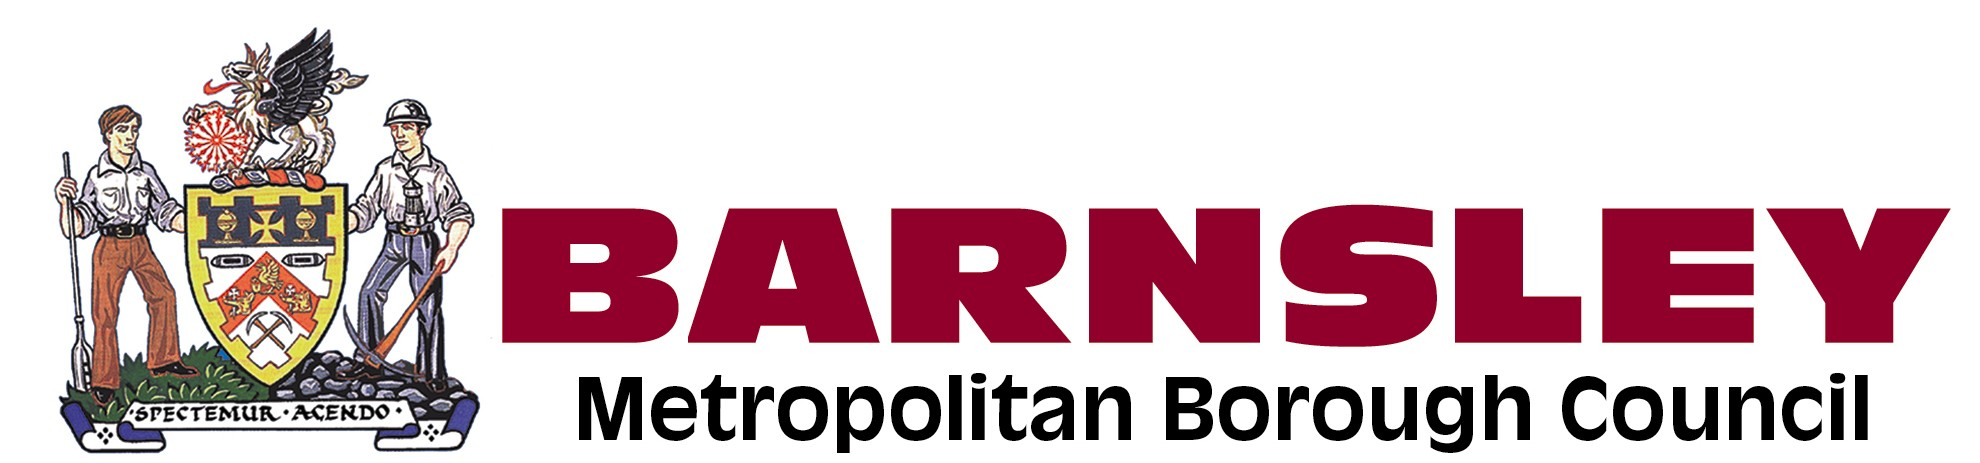 BARNSLEY
Metropolitan Borough Council
·SPECTEMUR·AGENDO·